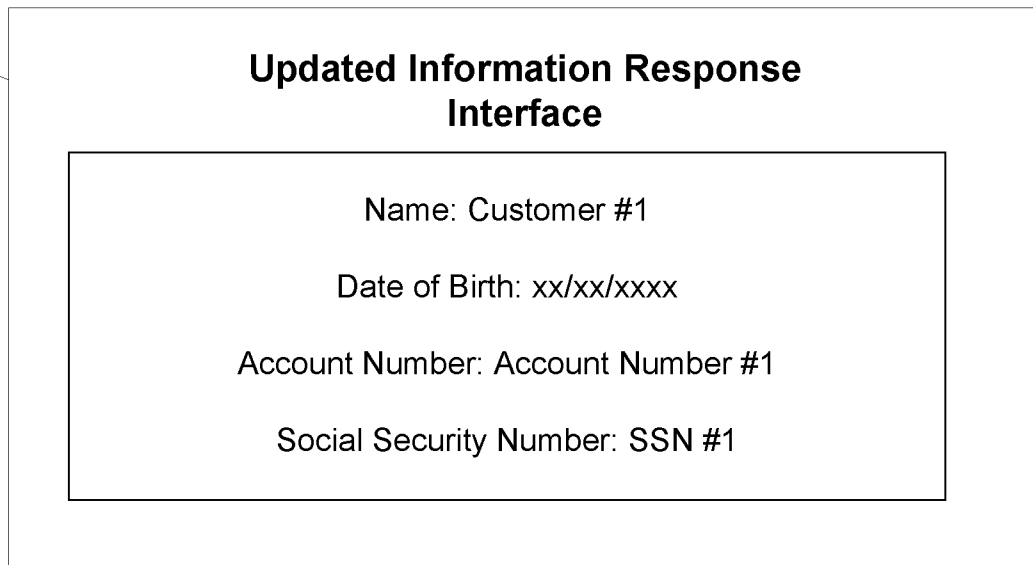 Updated Information Response
Interface
Name: Customer #1
Date of Birth: xx/xx/xxxx
Account Number: Account Number #1
Social Security Number: SSN #1